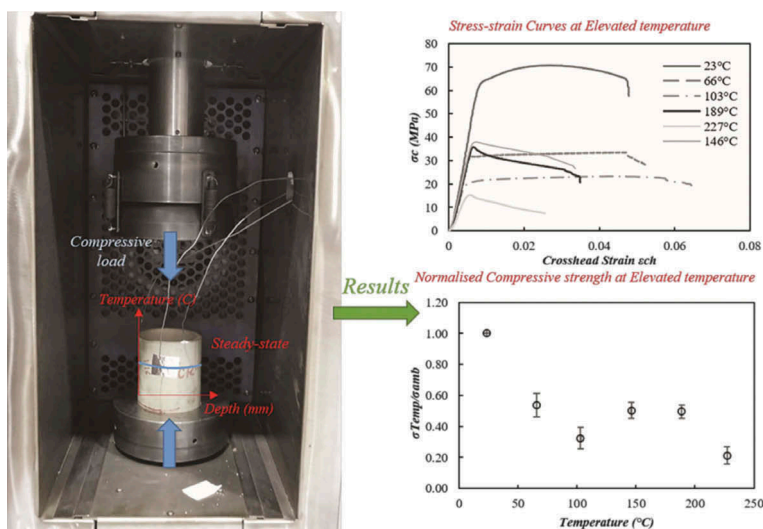 Compressive
load
Temperature (C)
Steady-state
Depth (mm)
Results
Stress-strain Curves at Elevated temperature
80
70
60
50
40
30
20
10
0
σc (MPa)
0
0.02
0.04
0.06
0.08
Crosshead Strain εch
23°C
66°C
103°C
189°C
227°C
146°C
Normalised Compressive strength at Elevated temperature
1.20
1.00
0.80
0.60
0.40
0.20
0.00
σTemp/σamb
0
50
100
150
200
250
Temperature (°C)